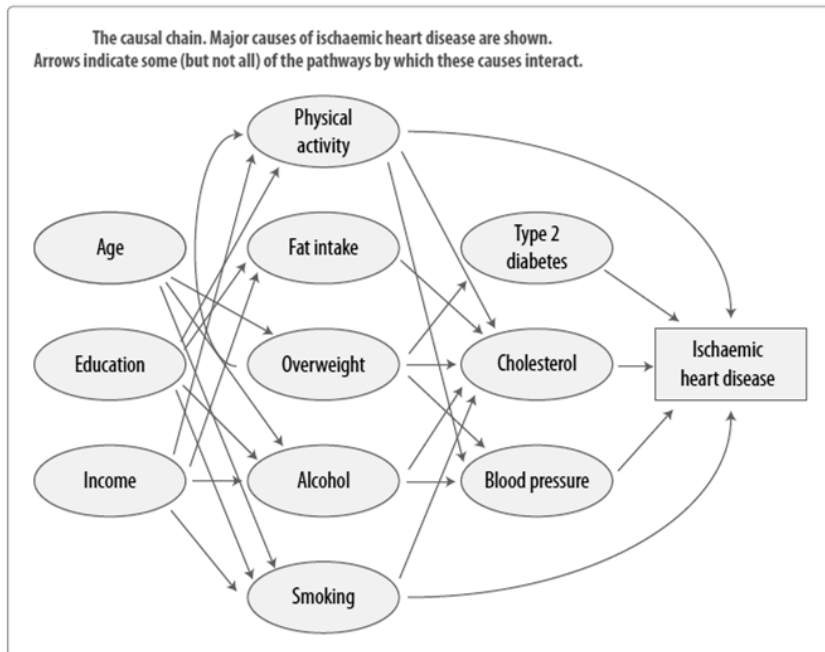 The causal chain. Major causes of ischaemic heart disease are shown.
Arrows indicate some (but not all) of the pathways by which these causes interact.
Physical
activity
Age
Fat intake
Type 2
diabetes
Education
Overweight
Cholesterol
Ischaemic
heart disease
Income
Alcohol
Blood pressure
Smoking